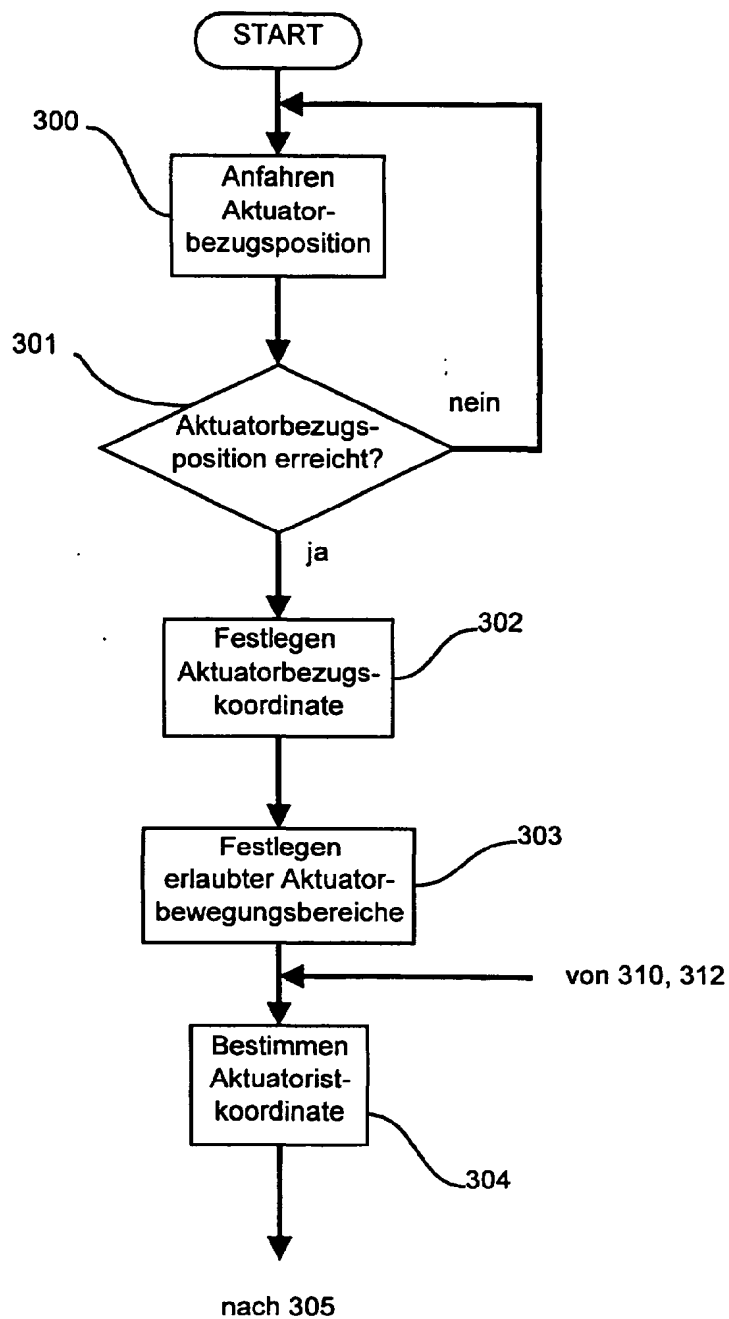 START
300
Anfahren
Aktuator-
bezugsposition
301
nein
Aktuatorbezugs-
position erreicht?
ja
302
Festlegen
Aktuatorbezugs-
koordinate
303
Festlegen
erlaubter Aktuator-
bewegungsbereiche
von 310, 312
Bestimmen
Aktuatorist-
koordinate
304
nach 305